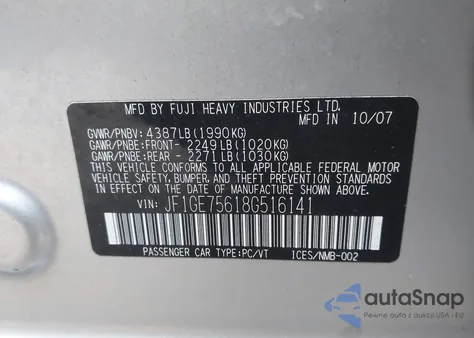 MFD BY FUJI HEAVY INDUSTRIES LTD.
MFD IN 10/07
GVWR/PNBV: 4387LB(1990KG)
GAWR/PNBE:FRONT- 2249LB(1020KG)
GAWR/PNBE:REAR - 2271LB(1030KG)
THIS VEHICLE CONFORMS TO ALL APPLICABLE FEDERAL MOTOR
VEHICLE SAFETY, BUMPER, AND THEFT PREVENTION STANDARDS
IN EFFECT ON THE DATE OF MANUFACTURE SHOWN ABOVE.
VIN: JF1GE75618G516141
PASSENGER CAR TYPE:PC/VT ICES/NMB-002
autoSnap
Pewne auta z aukcji USA i EU